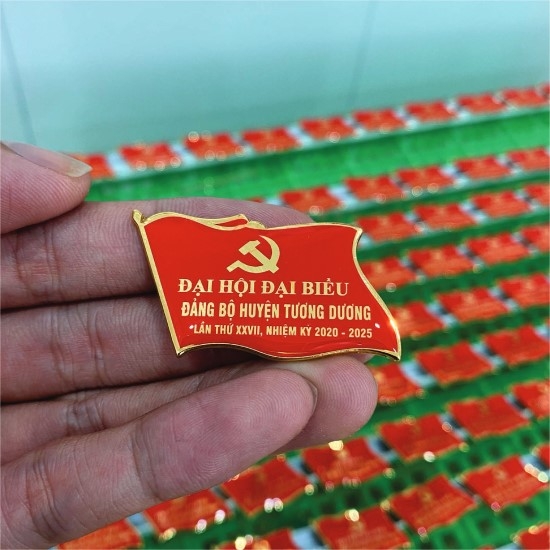 ĐẠI HỘI ĐẠI BIỂU
ĐẢNG BỘ HUYỆN TƯƠNG DƯƠNG
*LẦN THỨ XXVII, NHIỆM KỲ 2020 - 2025